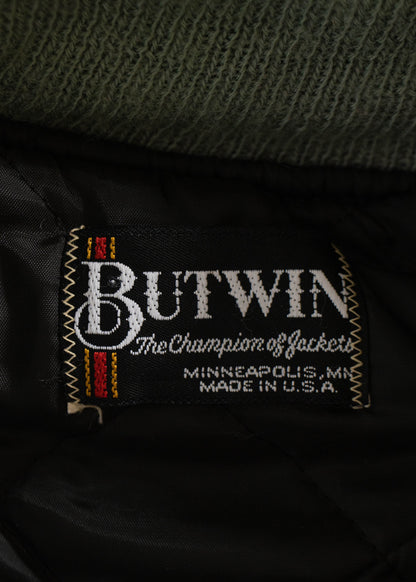 BUTWIN
The Champion of Jackets
MINNEAPOLIS, MN
MADE IN U.S.A.